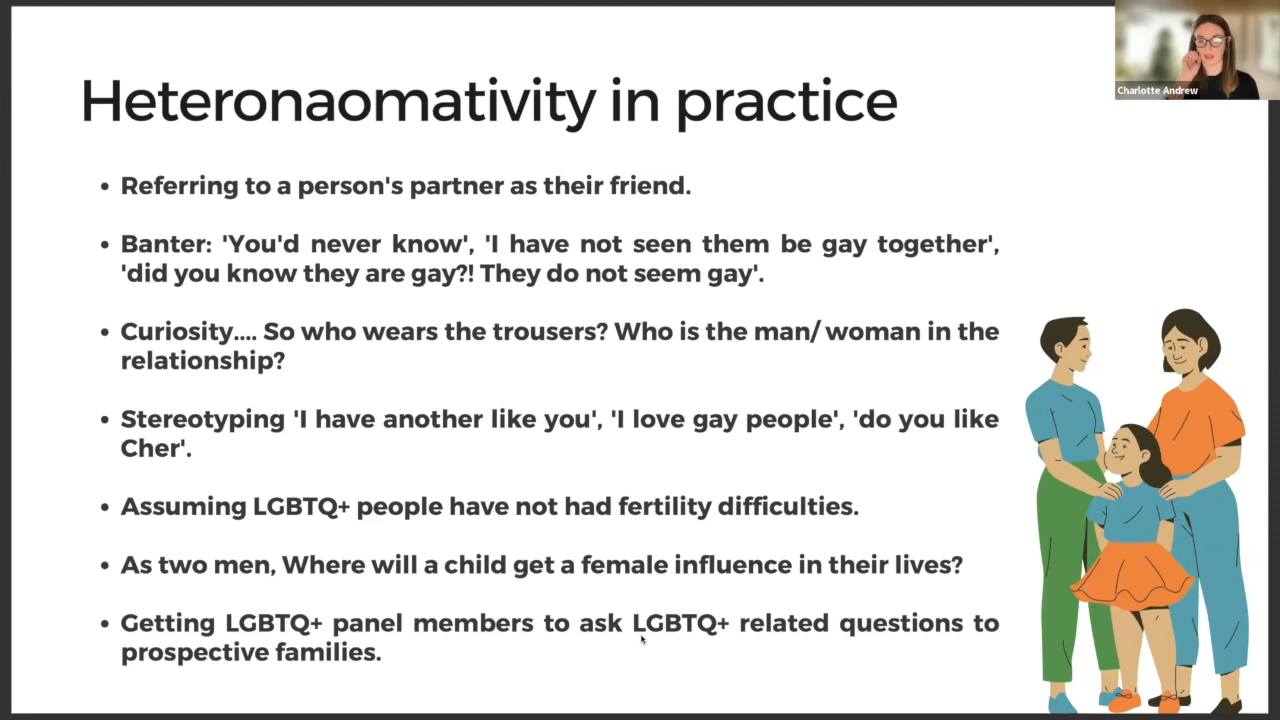 Charlotte Andrew
Heteronaomativity in practice
• Referring to a person's partner as their friend.
• Banter: 'You'd never know', 'I have not seen them be gay together',
'did you know they are gay?! They do not seem gay'.
• Curiosity.... So who wears the trousers? Who is the man/ woman in the
relationship?
• Stereotyping 'I have another like you', 'I love gay people', 'do you like
Cher'.
• Assuming LGBTQ+ people have not had fertility difficulties.
• As two men, Where will a child get a female influence in their lives?
• Getting LGBTQ+ panel members to ask LGBTQ+ related questions to
prospective families.